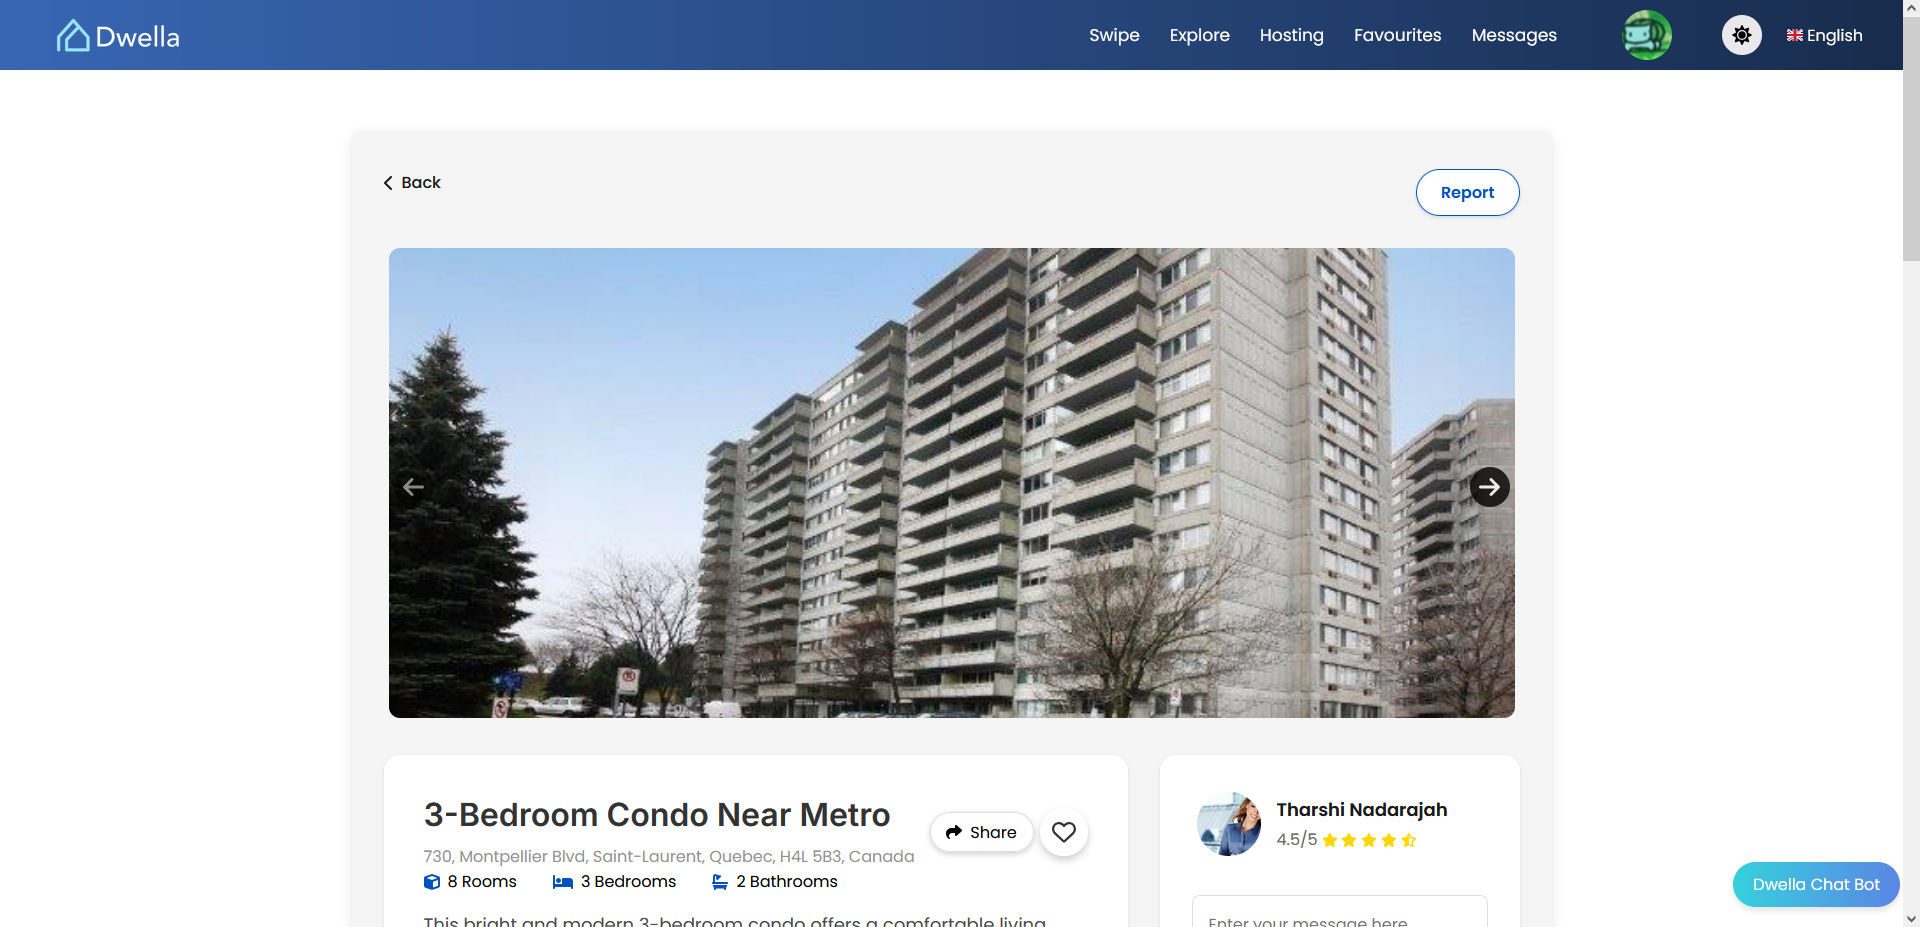 Dwella
Swipe Explore Hosting Favourites Messages English
Back
Report
3-Bedroom Condo Near Metro
Share
730, Montpellier Blvd, Saint-Laurent, Quebec, H4L 5B3, Canada
8 Rooms 3 Bedrooms 2 Bathrooms
This bright and modern 3-bedroom condo offers a comfortable living
Tharshi Nadarajah
4.5/5
Enter your message here
Dwella Chat Bot